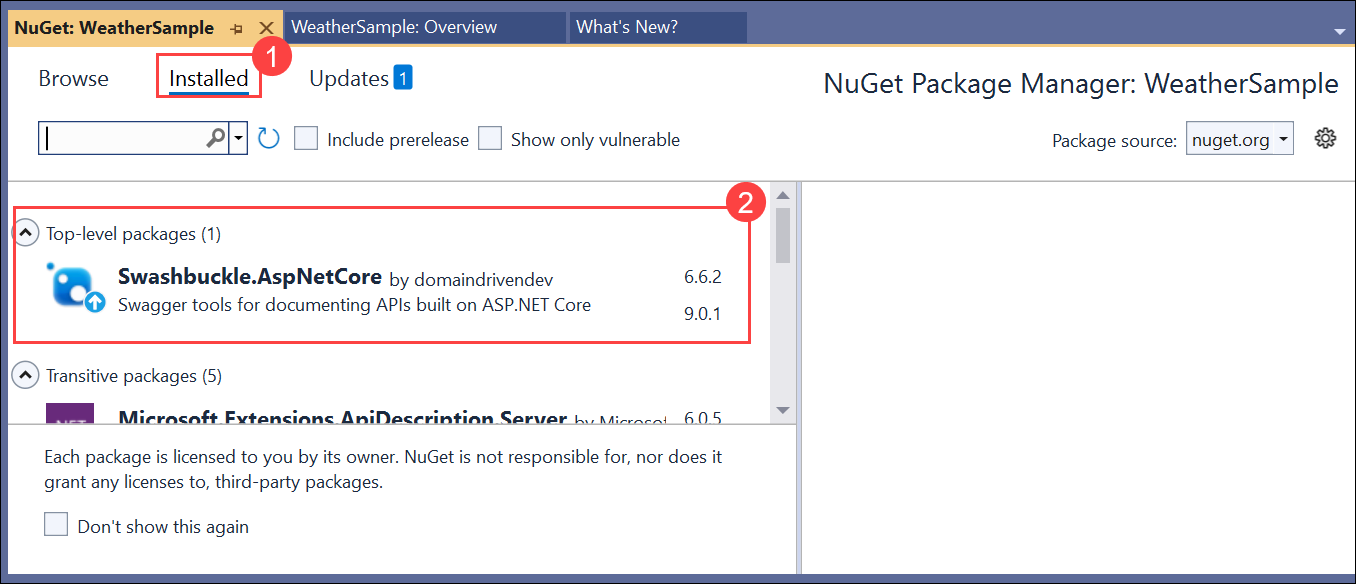 NuGet: WeatherSample
WeatherSample: Overview
What's New?
1
Browse
Installed
Updates 1
NuGet Package Manager: WeatherSample
Include prerelease
Show only vulnerable
Package source: nuget.org
2
Top-level packages (1)
Swashbuckle.AspNetCore by domaindrivendev 6.6.2
Swagger tools for documenting APIs built on ASP.NET Core
9.0.1
Transitive packages (5)
.NET
Microsoft.Extensions.ApiDescription.Server by Microsof 6.0.5
Each package is licensed to you by its owner. NuGet is not responsible for, nor does it
grant any licenses to, third-party packages.
Don't show this again